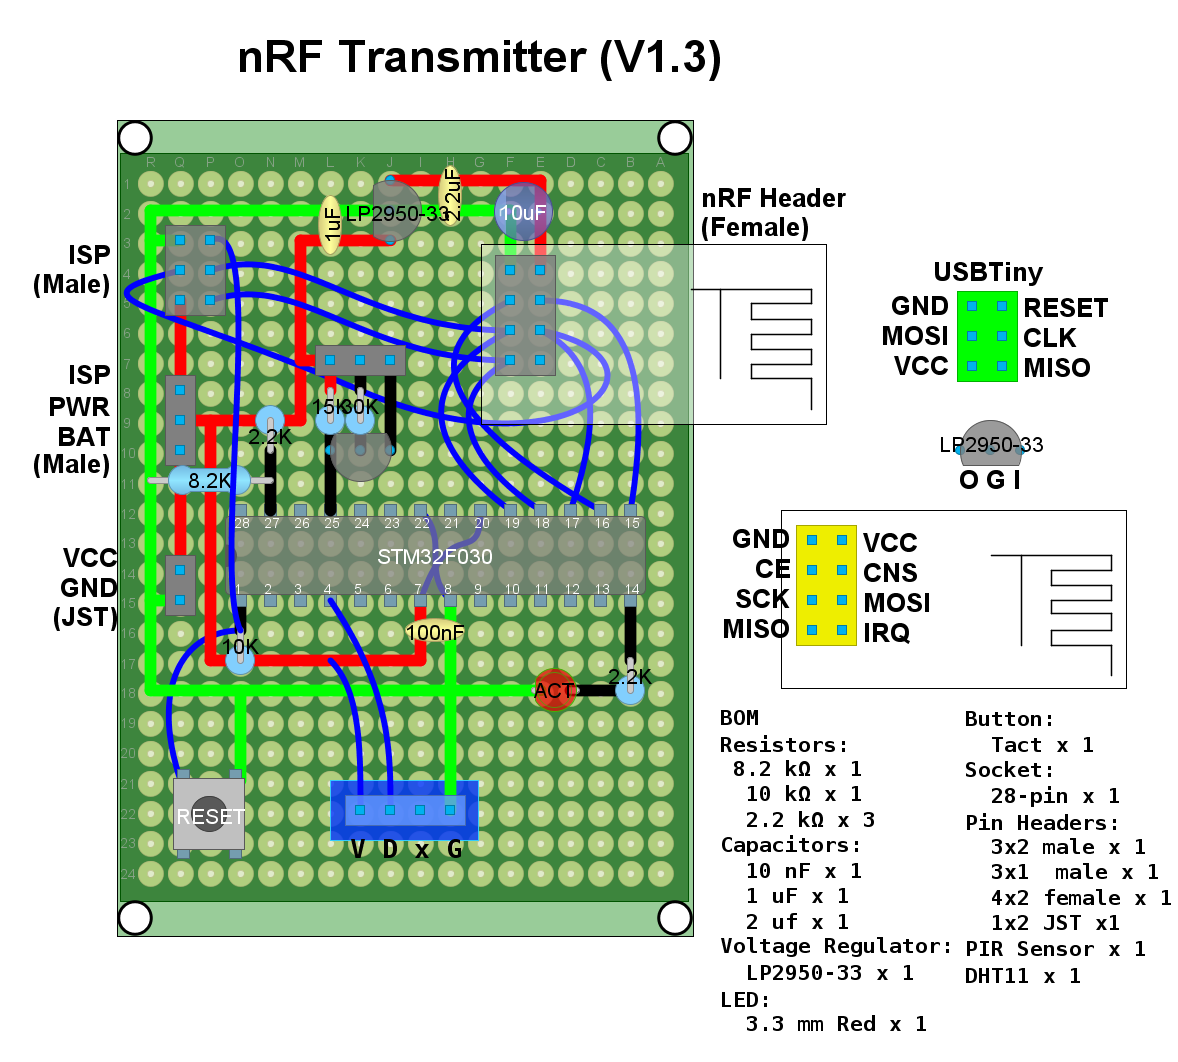 nRF Transmitter (V1.3)
R Q P O N M L K J I H G F E D C B A
1
2
3
4
5
6
7
8
9
10
11
12
13
14
15
16
17
18
19
20
21
22
23
24
1uF
LP2950-33
2.2uF
10uF
nRF Header
(Female)
ISP
(Male)
ISP
PWR
BAT
(Male)
15K
30K
2.2K
8.2K
28 27 26 25 24 23 22 21 20 19 18 17 16 15
STM32F030
1 2 3 4 5 6 7 8 9 10 11 12 13 14
VCC
GND
(JST)
10K
100nF
ACT
2.2K
RESET
V D x G
USBTiny
GND RESET
MOSI CLK
VCC MISO
LP2950-33
O G I
GND VCC
CE CNS
SCK MOSI
MISO IRQ
BOM
Resistors:
8.2 kΩ x 1
10 kΩ x 1
2.2 kΩ x 3
Capacitors:
10 nF x 1
1 uF x 1
2 uf x 1
Voltage Regulator:
LP2950-33 x 1
LED:
3.3 mm Red x 1
Button:
Tact x 1
Socket:
28-pin x 1
Pin Headers:
3x2 male x 1
3x1 male x 1
4x2 female x 1
1x2 JST x1
PIR Sensor x 1
DHT11 x 1